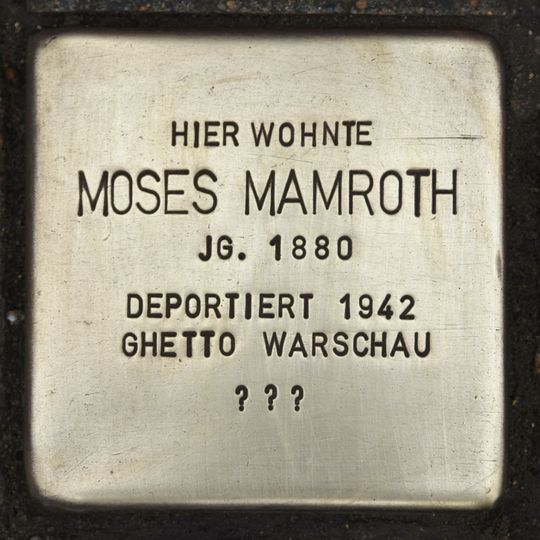 HIER WOHNTE
MOSES MAMROTH
JG. 1880
DEPORTIERT 1942
GHETTO WARSCHAU
? ? ?